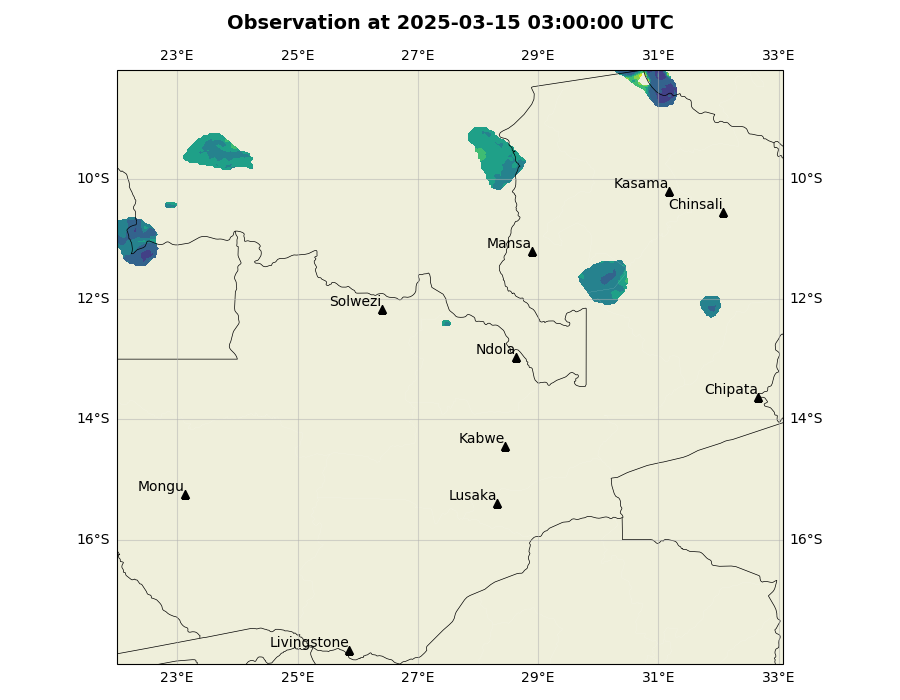 Observation at 2025-03-15 03:00:00 UTC
23°E 25°E 27°E 29°E 31°E 33°E
10°S 10°S
Kasama
Chinsali
Mansa
12°S 12°S
Solwezi
Ndola
Chipata
14°S 14°S
Kabwe
Mongu
Lusaka
16°S 16°S
Livingstone
23°E 25°E 27°E 29°E 31°E 33°E